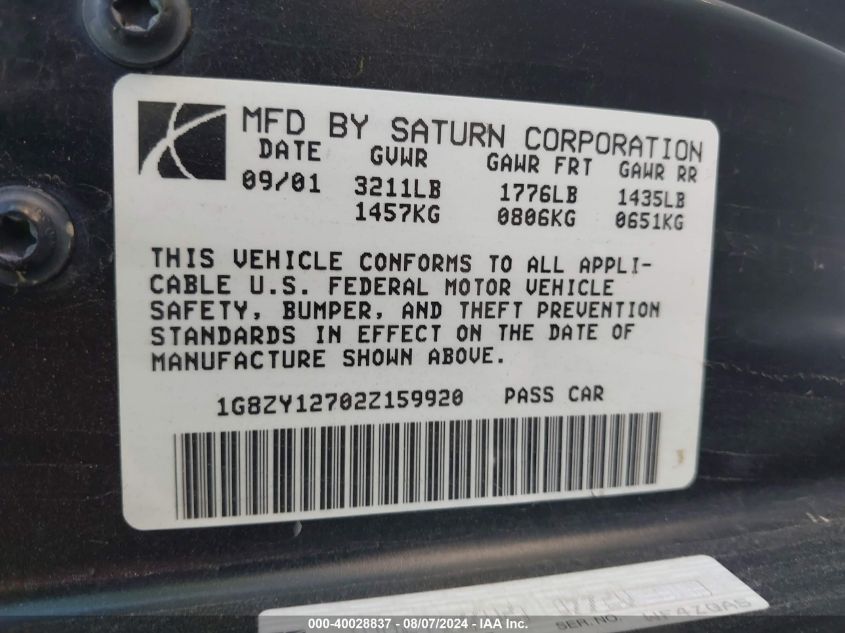 MFD BY SATURN CORPORATION
DATE GVWR GAWR FRT GAWR RR
09/01 3211LB 1776LB 1435LB
1457KG 0806KG 0651KG
THIS VEHICLE CONFORMS TO ALL APPLI-
CABLE U.S. FEDERAL MOTOR VEHICLE
SAFETY, BUMPER, AND THEFT PREVENTION
STANDARDS IN EFFECT ON THE DATE OF
MANUFACTURE SHOWN ABOVE.
1G8ZY12702Z159920 PASS CAR
SERIAL NO.
000-40028837 - 08/07/2024 - IAA Inc.